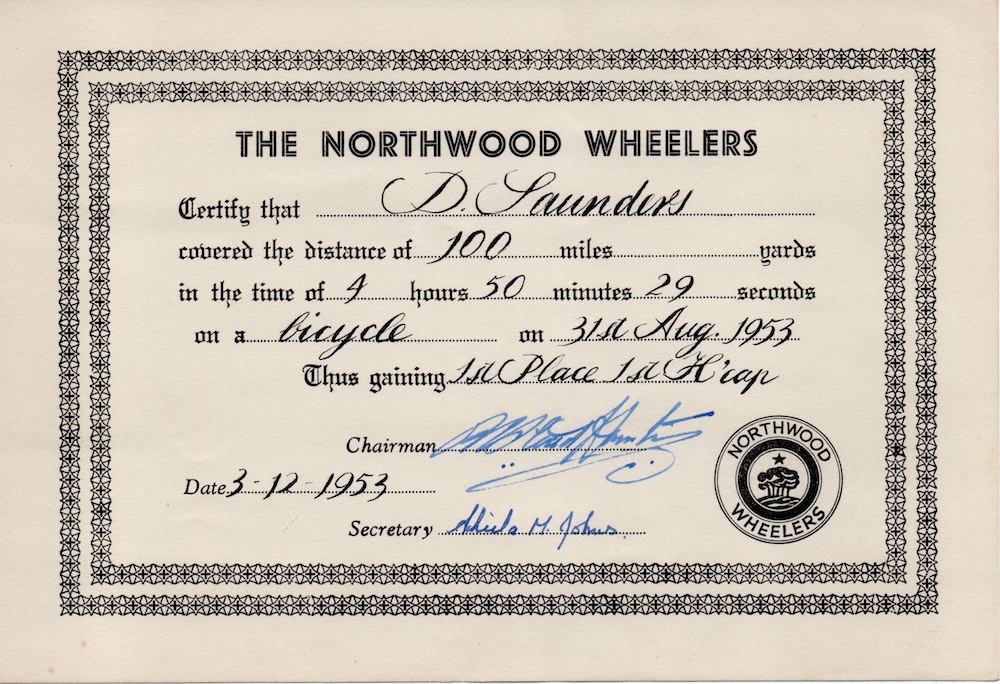 THE NORTHWOOD WHEELERS
Certify that D. Saunders
covered the distance of 100 miles yards
in the time of 4 hours 50 minutes 29 seconds
on a bicycle on 31st Aug. 1953
Thus gaining 1st Place 1st H'cap
Chairman
Date 3-12-1953
Secretary Sheila M. Johns.
NORTHWOOD
WHEELERS